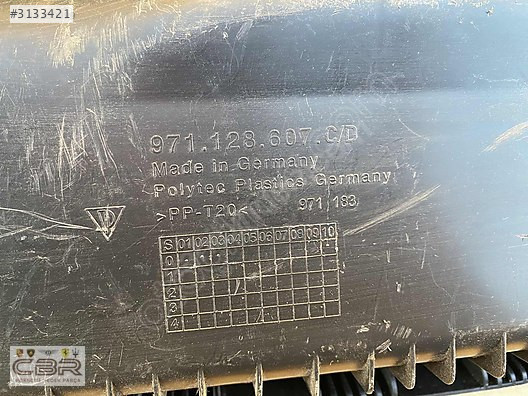 #3133421
971.128.607.C/D
Made in Germany
Polytec Plastics Germany
>PP-T20< 971 183
S 01 02 03 04 05 06 07 08 09 10
0
1
2
3
4
CBR